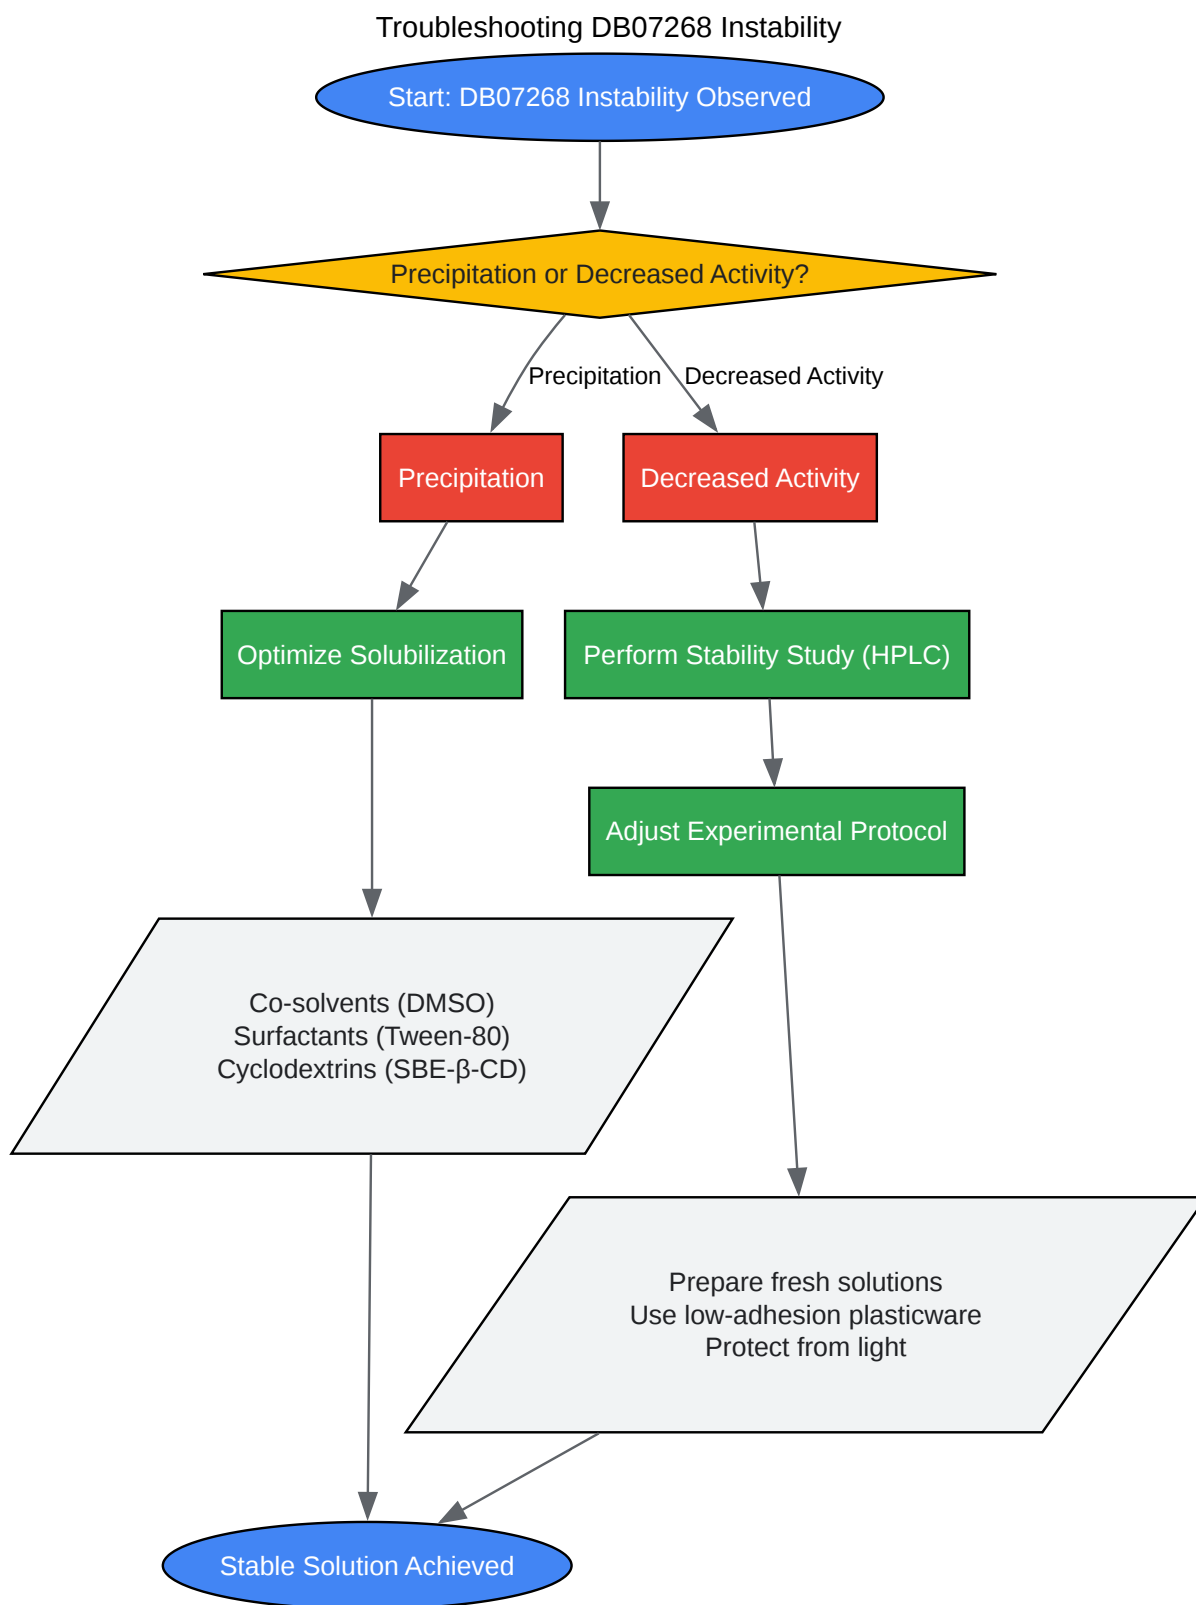 Troubleshooting DB07268 Instability
Start: DB07268 Instability Observed
Precipitation or Decreased Activity?
Precipitation
Decreased Activity
Precipitation
Decreased Activity
Optimize Solubilization
Perform Stability Study (HPLC)
Adjust Experimental Protocol
Co-solvents (DMSO)
Surfactants (Tween-80)
Cyclodextrins (SBE-β-CD)
Prepare fresh solutions
Use low-adhesion plasticware
Protect from light
Stable Solution Achieved